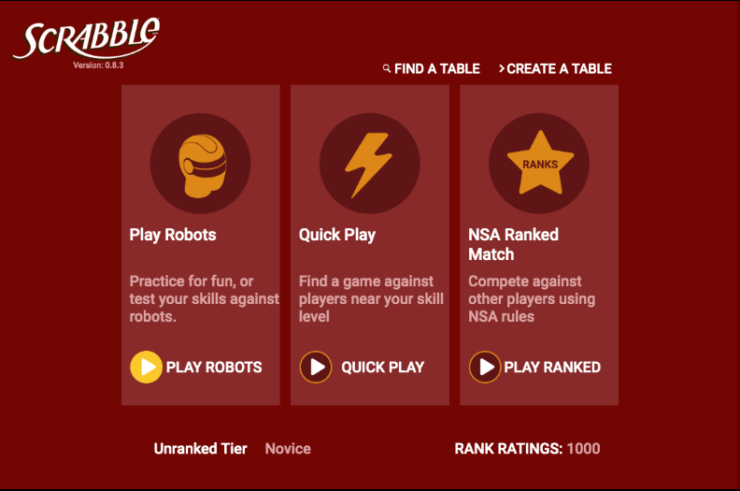 SCRABBLE
Version: 0.8.3
FIND A TABLE
CREATE A TABLE
RANKS
Play Robots
Practice for fun, or
test your skills against
robots.
PLAY ROBOTS
Quick Play
Find a game against
players near your skill
level
QUICK PLAY
NSA Ranked
Match
Compete against
other players using
NSA rules
PLAY RANKED
Unranked Tier Novice
RANK RATINGS: 1000